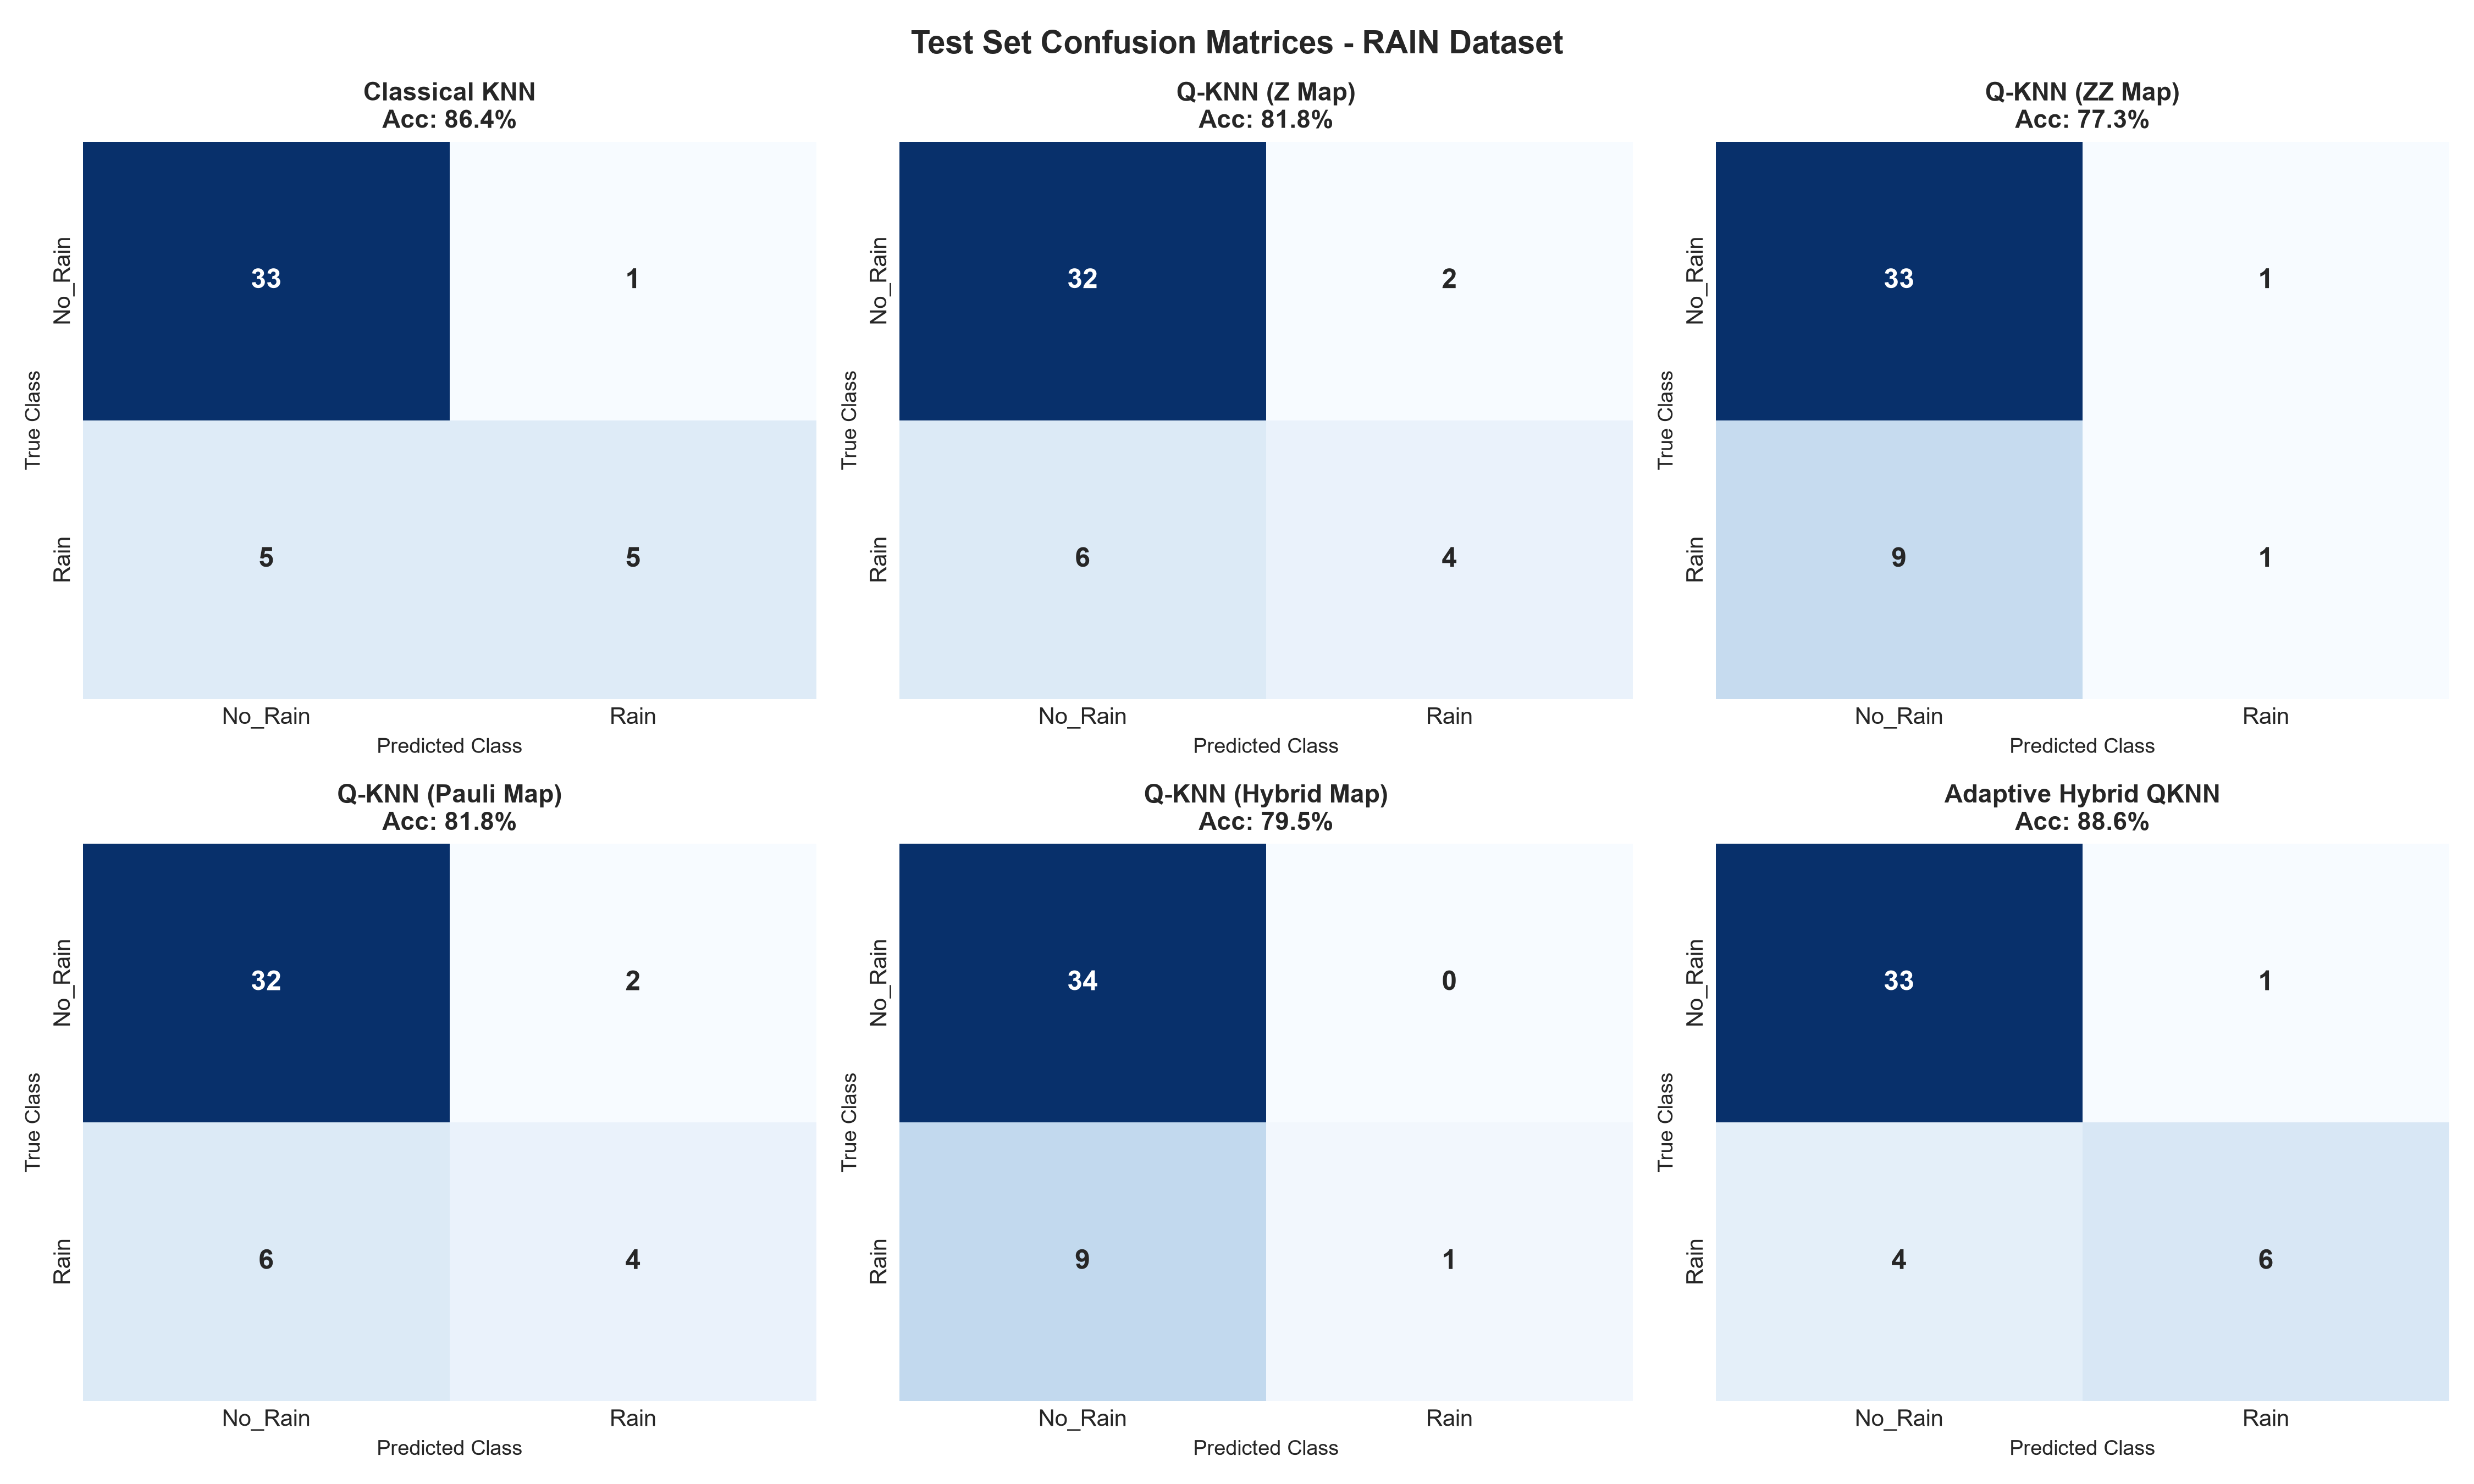 Test Set Confusion Matrices - RAIN Dataset
Classical KNN
Acc: 86.4%
True Class
No_Rain
Rain
33
1
5
5
No_Rain
Rain
Predicted Class
Q-KNN (Z Map)
Acc: 81.8%
True Class
No_Rain
Rain
32
2
6
4
No_Rain
Rain
Predicted Class
Q-KNN (ZZ Map)
Acc: 77.3%
True Class
No_Rain
Rain
33
1
9
1
No_Rain
Rain
Predicted Class
Q-KNN (Pauli Map)
Acc: 81.8%
True Class
No_Rain
Rain
32
2
6
4
No_Rain
Rain
Predicted Class
Q-KNN (Hybrid Map)
Acc: 79.5%
True Class
No_Rain
Rain
34
0
9
1
No_Rain
Rain
Predicted Class
Adaptive Hybrid QKNN
Acc: 88.6%
True Class
No_Rain
Rain
33
1
4
6
No_Rain
Rain
Predicted Class